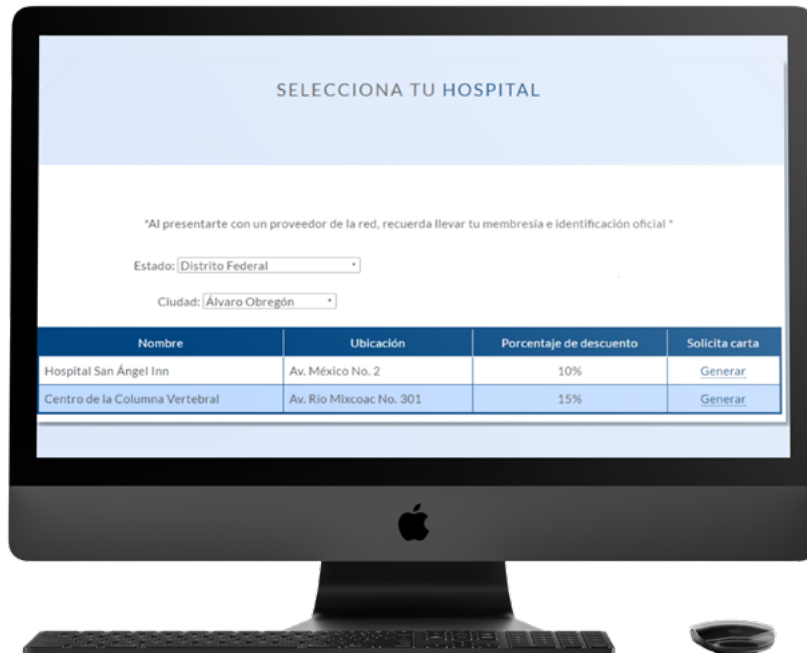 SELECCIONA TU HOSPITAL
*Al presentarte con un proveedor de la red, recuerda llevar tu membresía e identificación oficial *
Estado: Distrito Federal
Ciudad: Álvaro Obregón
Nombre Ubicación Porcentaje de descuento Solicita carta
Hospital San Ángel Inn Av. México No. 2 10% Generar
Centro de la Columna Vertebral Av. Río Mixcoac No. 301 15% Generar